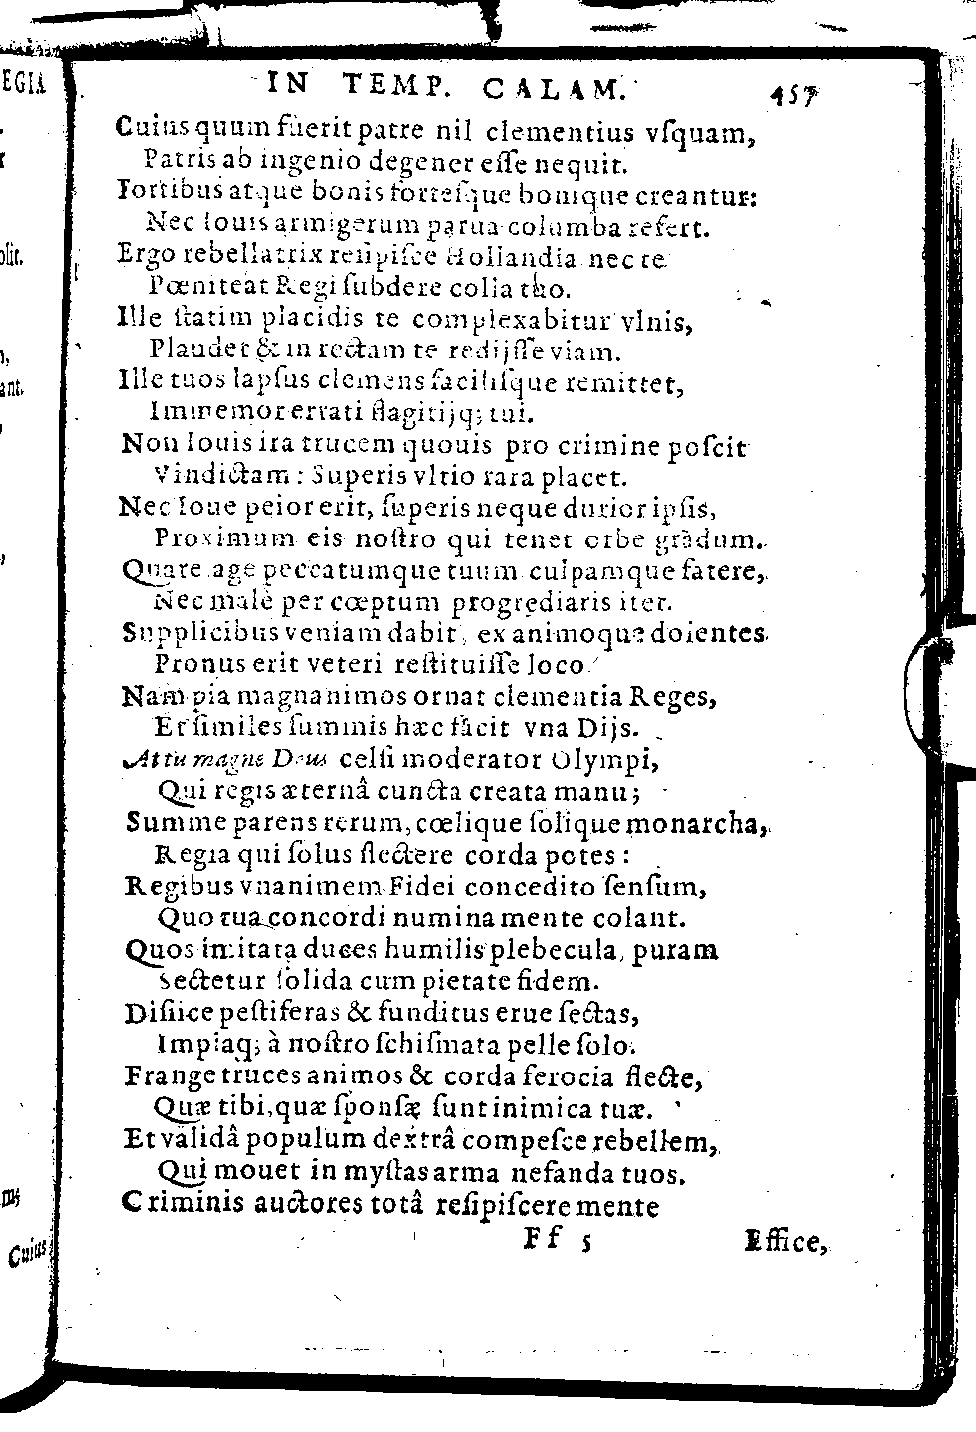 IN TEMP. CALAM. 457
Cuius quum fuerit patre nil clementius vſquam,
Patris ab ingenio degener eſſe nequit.
Fortibus atque bonis forteſque bonique creantur:
Nec Iouis armigerum parua columba refert.
Ergo rebellatrix reſipiſce Hollandia nec te
Pœniteat Regi ſubdere colla tuo.
Ille ſtatim placidis te complexabitur vlnis,
Plaudet & in rectam te redijſſe viam.
Ille tuos lapſus clemens faciliſque remittet,
Immemor errati flagitijq; tui.
Non Iouis ira trucem quouis pro crimine poſcit
Vindictam: Superis vltio rara placet.
Nec Ioue peior erit, ſuperis neque durior ipſis,
Proximum eis noſtro qui tenet orbe gradum.
Quare age peccatumque tuum culpamque fatere,
Nec malè per cœptum progrediaris iter.
Supplicibus veniam dabit, ex animoque dolentes
Pronus erit veteri reſtituiſſe loco.
Nam pia magnanimos ornat clementia Reges,
Et ſimiles ſummis hæc facit vna Dijs.
At tu magne Deus celſi moderator Olympi,
Qui regis æternâ cuncta creata manu;
Summe parens rerum, cœlique ſolique monarcha,
Regia qui ſolus flectere corda potes:
Regibus vnanimem Fidei concedito ſenſum,
Quo tua concordi numina mente colant.
Quos imitata duces humilis plebecula, puram
Sectetur ſolida cum pietate fidem.
Diſiice peſtiferas & funditus erue ſectas,
Impiaq; à noſtro ſchiſmata pelle ſolo.
Frange truces animos & corda ferocia flecte,
Quæ tibi, quæ ſponſæ ſunt inimica tuæ.
Et validâ populum dextrâ compeſce rebellem,
Qui mouet in myſtas arma nefanda tuos.
Criminis auctores totâ reſipiſcere mente
Ff 5 Effice,
EGIA
olit.
ant.
Cuius